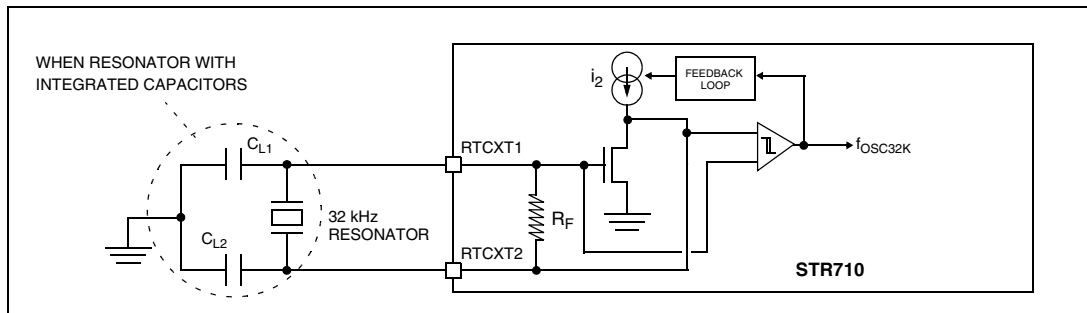 WHEN RESONATOR WITH
INTEGRATED CAPACITORS
CL1
CL2
32 kHz
RESONATOR
RTCXT1
RTCXT2
RF
i2
FEEDBACK
LOOP
fOSC32K
STR710